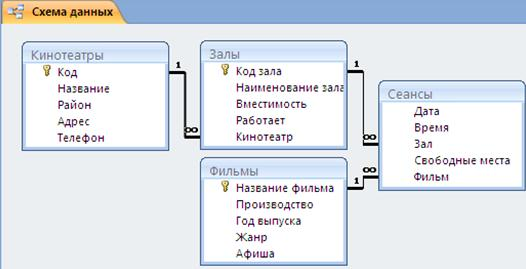 Схема данных
Кинотеатры
Код
Название
Район
Адрес
Телефон
1
∞
Залы
Код зала
Наименование зала
Вместимость
Работает
Кинотеатр
1
∞
Фильмы
Название фильма
Производство
Год выпуска
Жанр
Афиша
1
∞
Сеансы
Дата
Время
Зал
Свободные места
Фильм